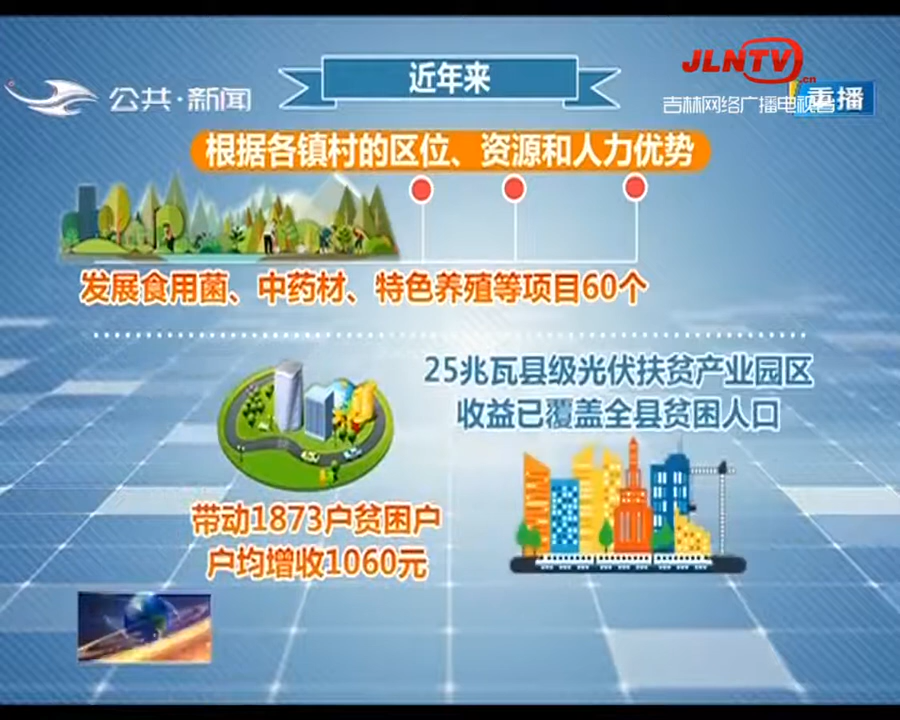 近年来
JLNTV.cn
公共·新闻
吉林网络广播电视台
重播
根据各镇村的区位、资源和人力优势
发展食用菌、中药材、特色养殖等项目60个
25兆瓦县级光伏扶贫产业园区
收益已覆盖全县贫困人口
带动1873户贫困户
户均增收1060元